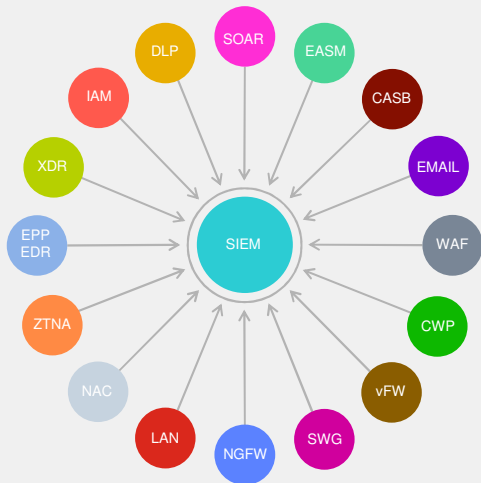 SOAR
DLP
EASM
IAM
CASB
XDR
EMAIL
EPP
EDR
SIEM
WAF
ZTNA
CWP
NAC
vFW
LAN
SWG
NGFW